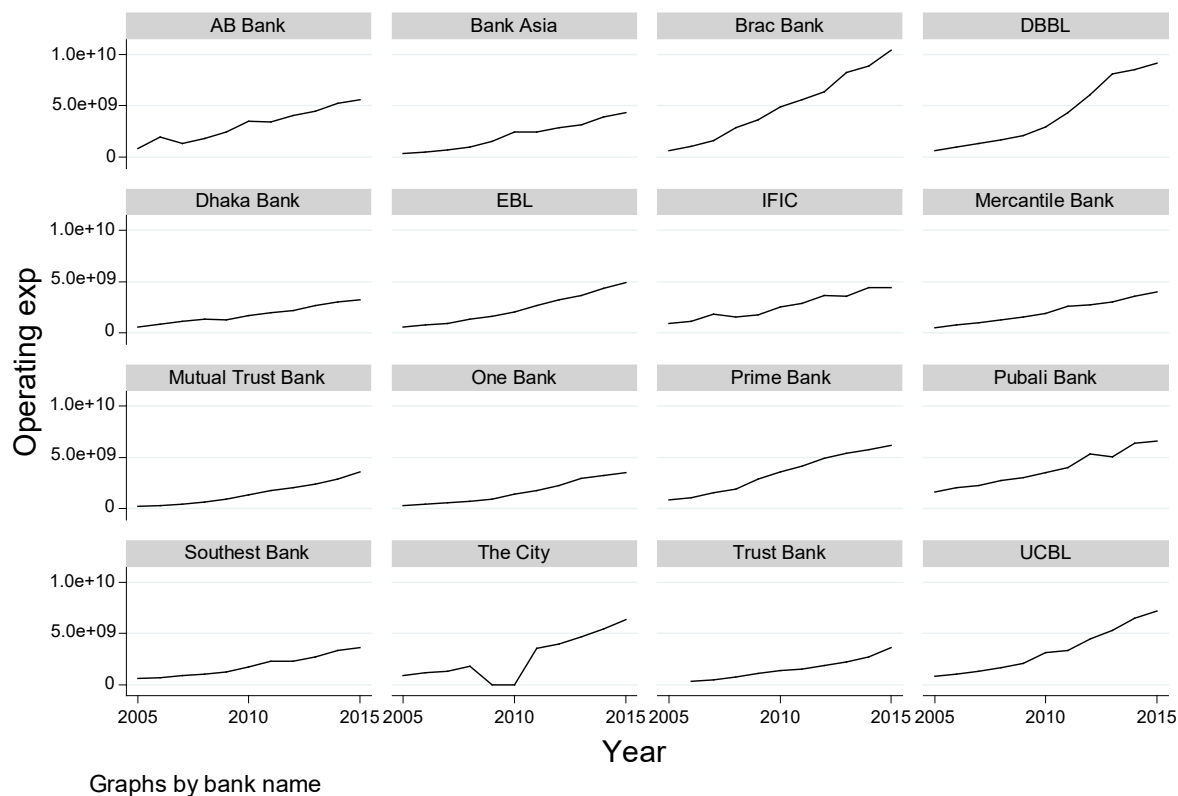 AB Bank Bank Asia Brac Bank DBBL
1.0e+10
5.0e+09
0
Dhaka Bank EBL IFIC Mercantile Bank
1.0e+10
5.0e+09
0
Operating exp
Mutual Trust Bank One Bank Prime Bank Pubali Bank
1.0e+10
5.0e+09
0
Southest Bank The City Trust Bank UCBL
1.0e+10
5.0e+09
0
2005 2010 2015 2005 2010 2015 2005 2010 2015 2005 2010 2015
Year
Graphs by bank name